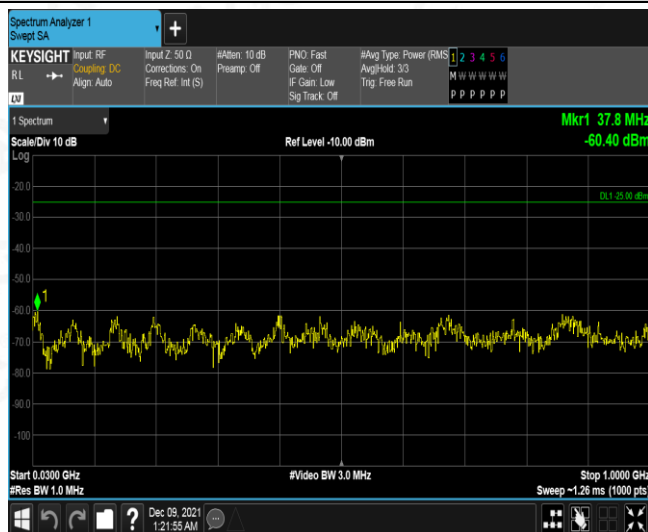 Spectrum Analyzer 1
Swept SA
+
KEYSIGHT
RL
LXI
Input: RF
Coupling: DC
Align: Auto
Input Z: 50 Ω
Corrections: On
Freq Ref: Int (S)
#Atten: 10 dB
Preamp: Off
PNO: Fast
Gate: Off
IF Gain: Low
Sig Track: Off
#Avg Type: Power (RMS
Avg|Hold: 3/3
Trig: Free Run
1 2 3 4 5 6
M W W W W W
P P P P P P
1 Spectrum
Mkr1 37.8 MHz
Scale/Div 10 dB
Ref Level -10.00 dBm
-60.40 dBm
Log
DL1 -25.00 dBm
-20.0
-30.0
-40.0
-50.0
1
-60.0
-70.0
-80.0
-90.0
-100
Start 0.0300 GHz
#Video BW 3.0 MHz
Stop 1.0000 GHz
#Res BW 1.0 MHz
Sweep ~1.26 ms (1000 pts)
?
Dec 09, 2021
1:21:55 AM